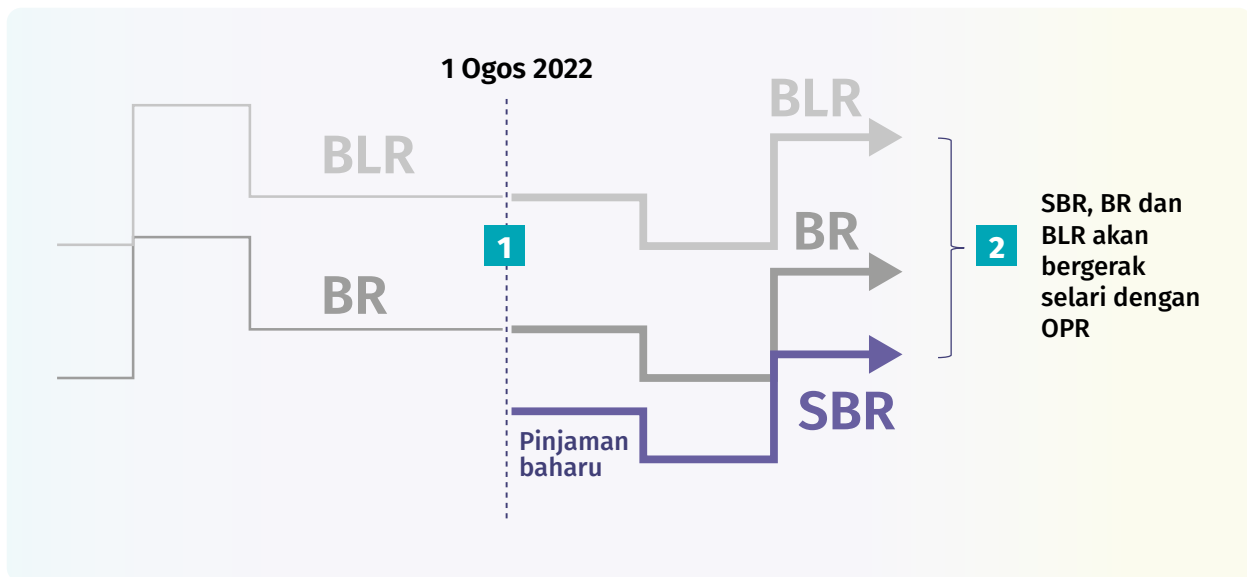 1 Ogos 2022
BLR
BLR
BR
BR
1
2
SBR, BR dan
BLR akan
bergerak
selari dengan
OPR
SBR
Pinjaman
baharu